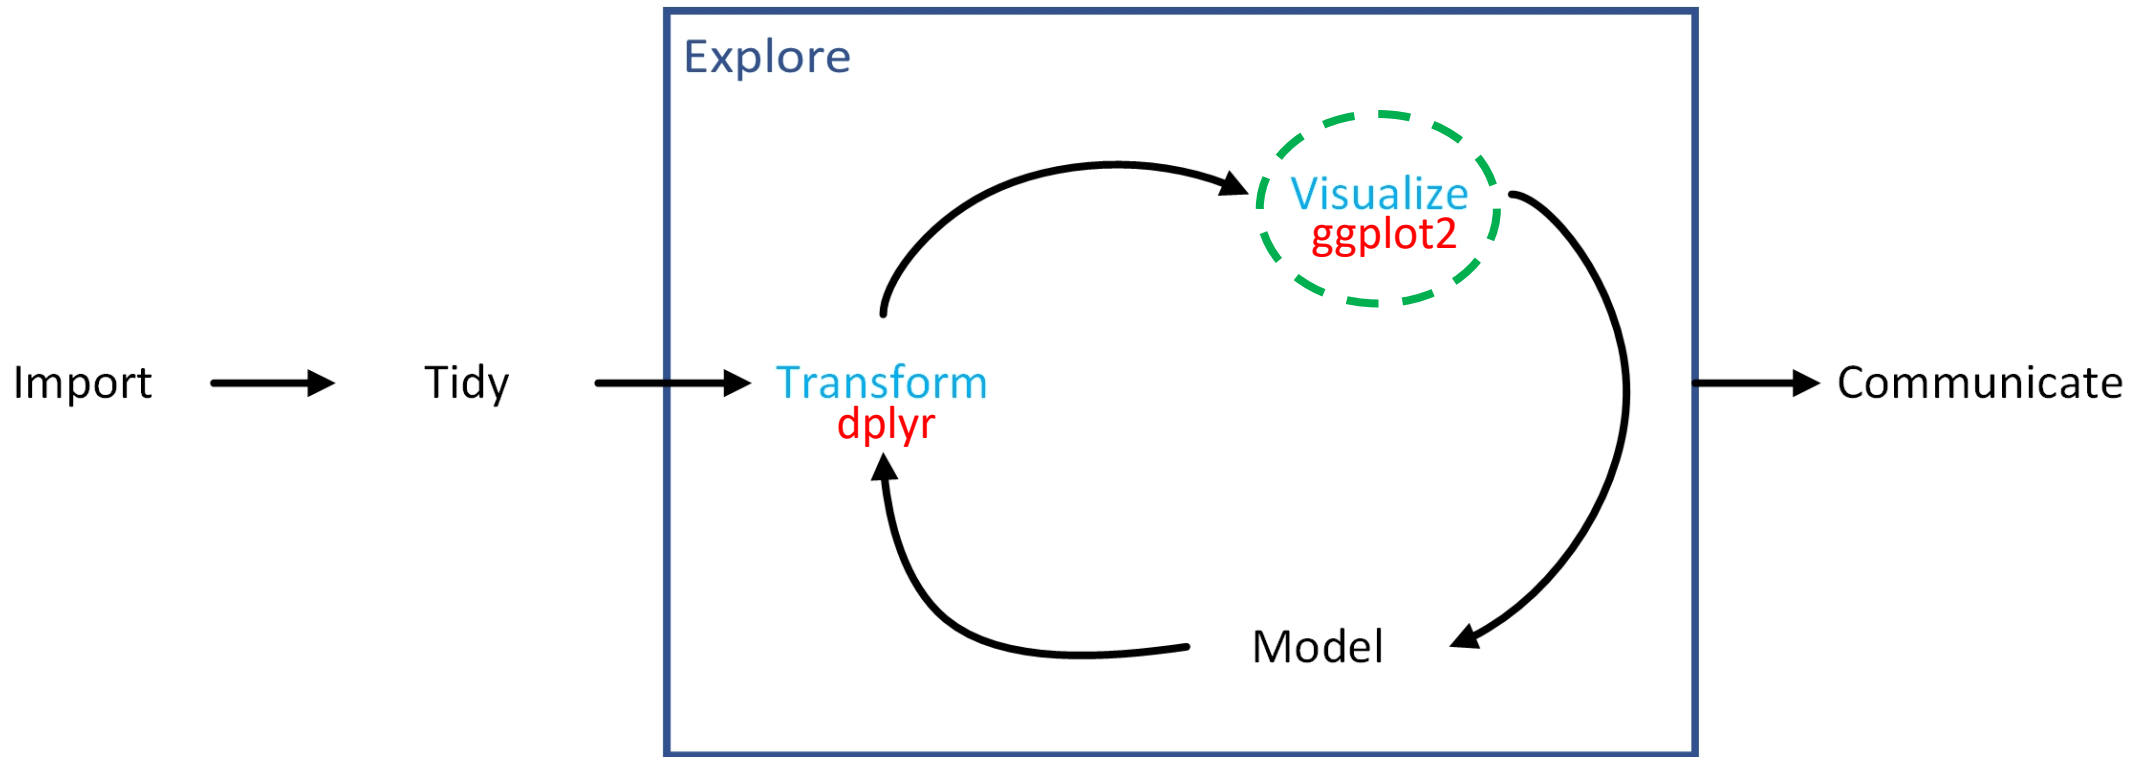 Explore
Visualize
ggplot2
Import
Tidy
Transform
dplyr
Communicate
Model